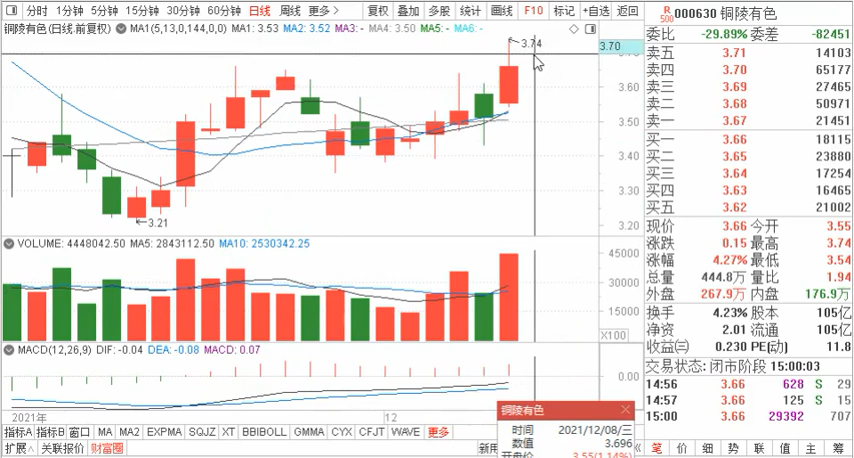 分时 1分钟 5分钟 15分钟 30分钟 60分钟 日线 周线 更多 复权 叠加 多股 统计 画线 F10 标记 +自选 返回
R 500 000630 铜陵有色
铜陵有色(日线.前复权) MA1(5,13,0,144,0,0) MA1: 3.53 MA2: 3.52 MA3: - MA4: 3.50 MA5: - MA6: -
委比 -29.89% 委差 -82451
3.74
3.70
3.60
3.50
3.40
3.30
3.20
3.21
卖五 3.71 14103
卖四 3.70 65177
卖三 3.69 27465
卖二 3.68 50971
卖一 3.67 21451
买一 3.66 18115
买二 3.65 23880
买三 3.64 17254
买四 3.63 16465
买五 3.62 21002
现价 3.66 今开 3.55
涨跌 0.15 最高 3.74
涨幅 4.27% 最低 3.54
总量 444.8万 量比 1.94
外盘 267.9万 内盘 176.9万
换手 4.23% 股本 105亿
净资 2.01 流通 105亿
收益㈢ 0.230 PE(动) 11.8
交易状态: 闭市阶段 15:00:03
14:56 3.66 628 S 29
14:57 3.66 125 S 15
15:00 3.66 29392 707
VOLUME: 4448042.50 MA5: 2843112.50 MA10: 2530342.25
45000
30000
15000
X100
MACD(12,26,9) DIF: -0.04 DEA: -0.08 MACD: 0.07
0.00
2021年 12
铜陵有色
时间 2021/12/08/三
数值 3.696
开盘价 3.55(1.14%)
指标A 指标B 窗口 MA MA2 EXPMA SQJZ XT BBIBOLL GMMA CYX CFJT WAVE 更多
扩展 关联报价 财富圈
笔 价 细 势 联 值 主 筹